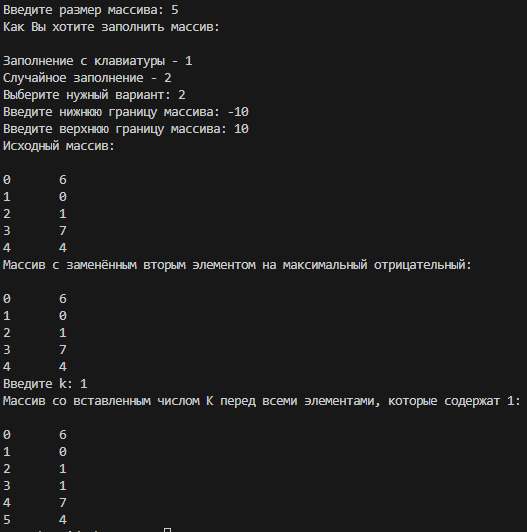 Введите размер массива: 5
Как Вы хотите заполнить массив:
Заполнение с клавиатуры - 1
Случайное заполнение - 2
Выберите нужный вариант: 2
Введите нижнюю границу массива: -10
Введите верхнюю границу массива: 10
Исходный массив:
0 6
1 0
2 1
3 7
4 4
Массив с заменённым вторым элементом на максимальный отрицательный:
0 6
1 0
2 1
3 7
4 4
Введите k: 1
Массив со вставленным числом К перед всеми элементами, которые содержат 1:
0 6
1 0
2 1
3 1
4 7
5 4